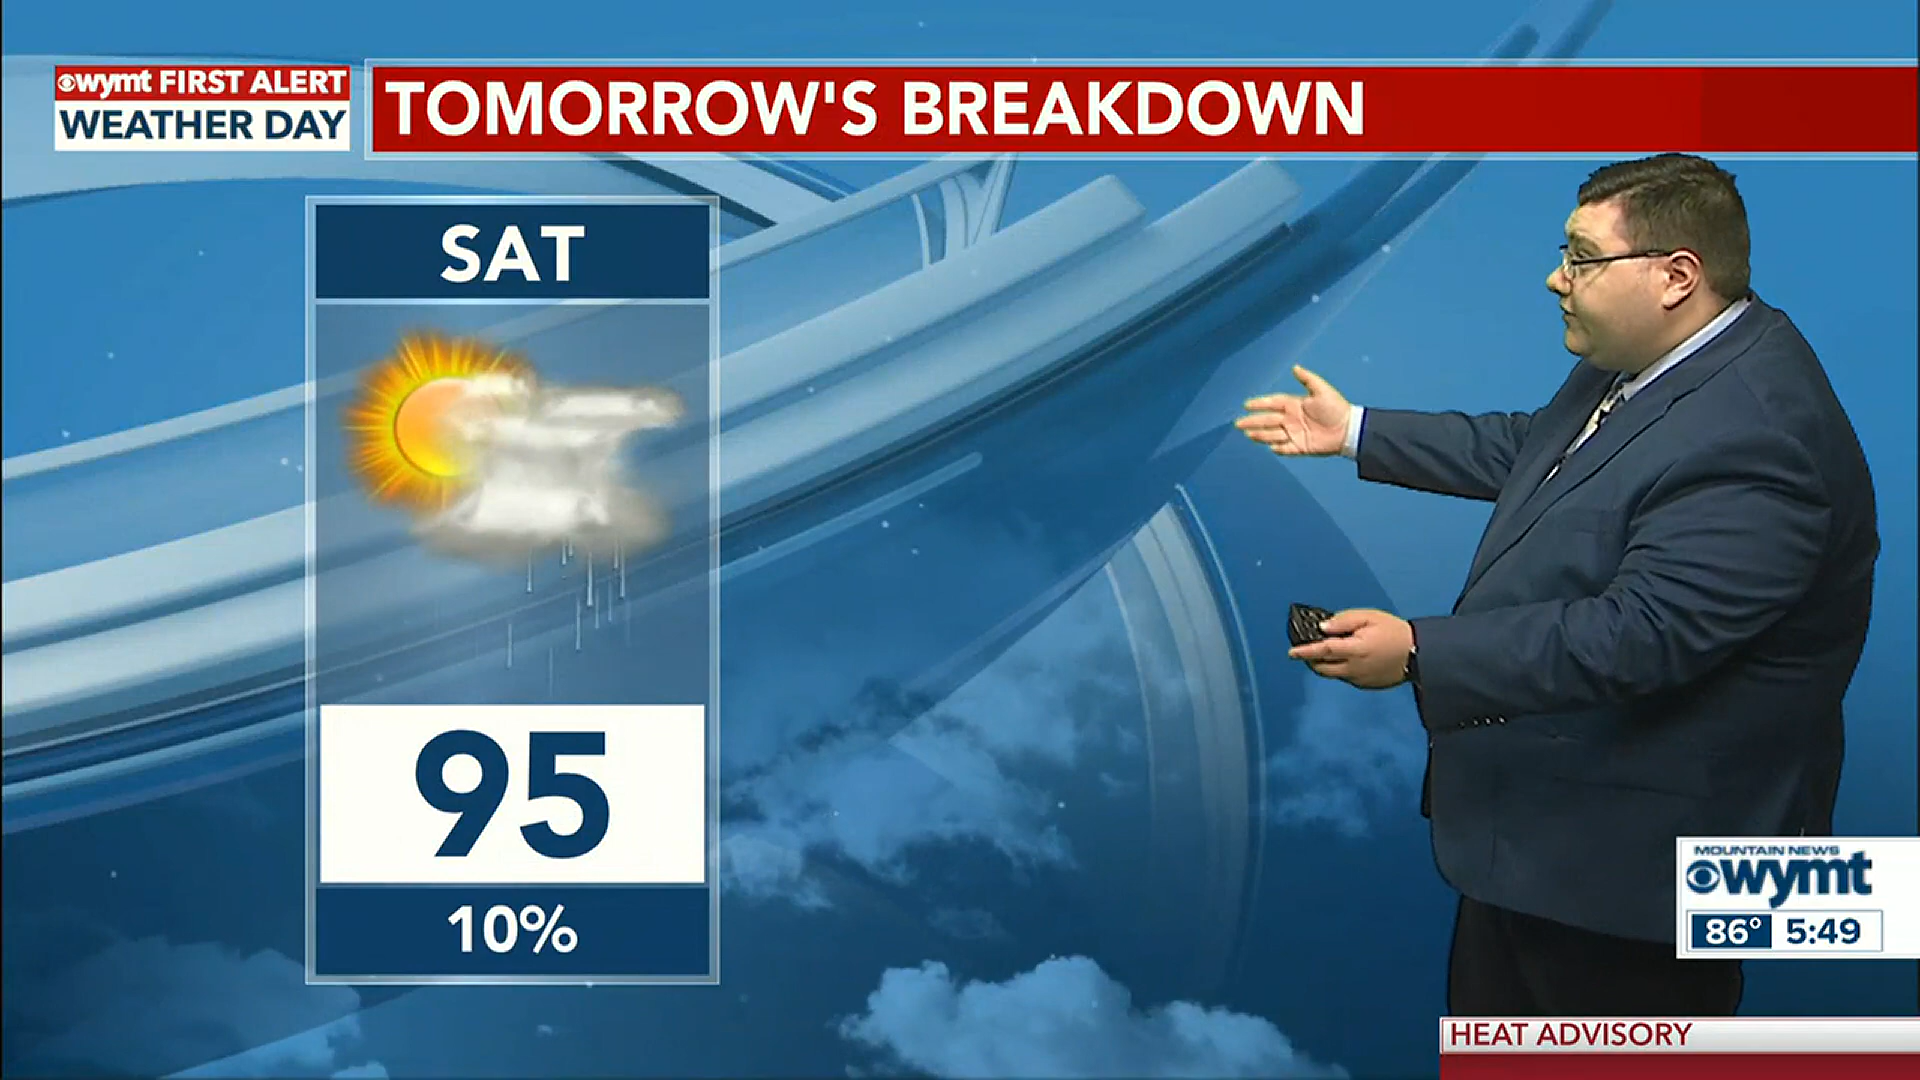 wymt FIRST ALERT
WEATHER DAY
TOMORROW'S BREAKDOWN
SAT
95
10%
MOUNTAIN NEWS
wymt
86° 5:49
HEAT ADVISORY